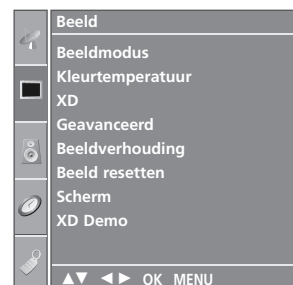 Beeld
Beeldmodus
Kleurtemperatuur
XD
Geavanceerd
Beeldverhouding
Beeld resetten
Scherm
XD Demo
▲▼ ◄► OK MENU